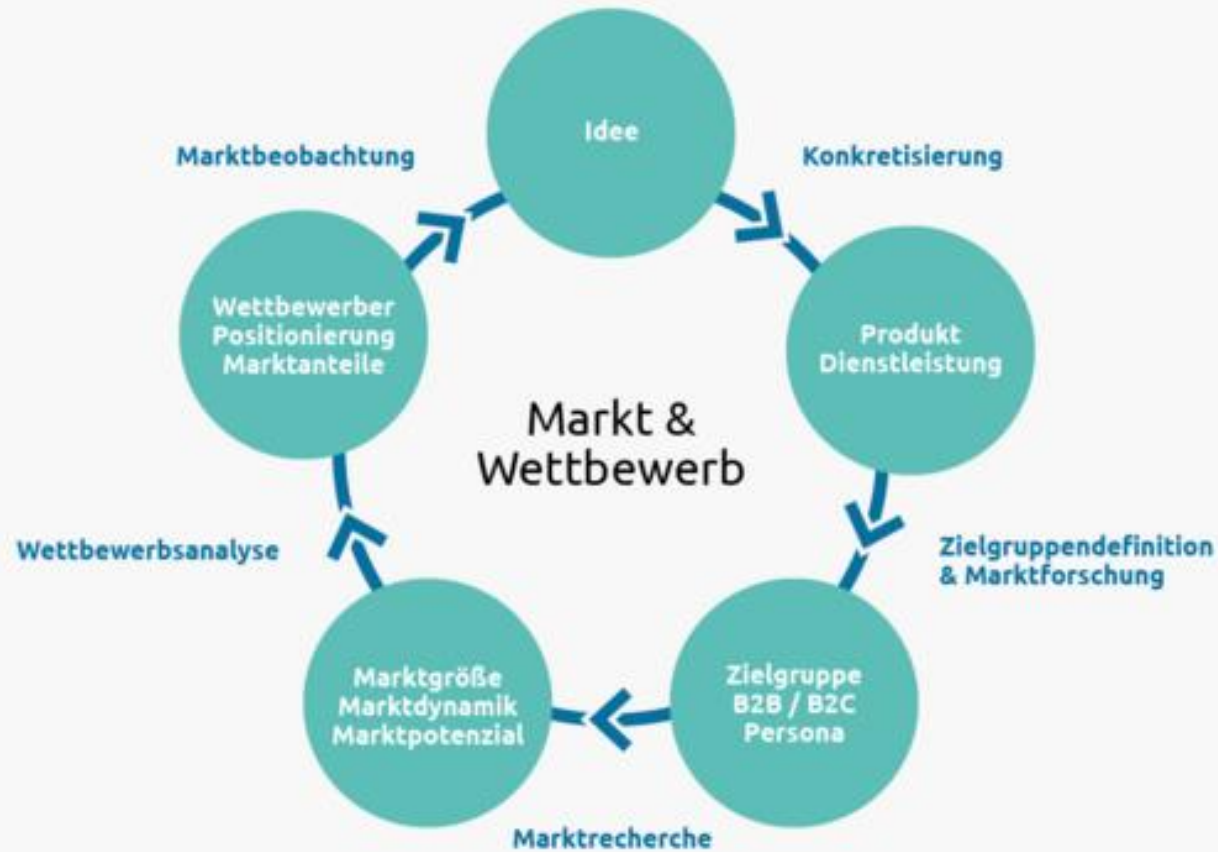 Idee
Marktbeobachtung
Konkretisierung
Wettbewerber
Positionierung
Marktanteile
Produkt
Dienstleistung
Markt &
Wettbewerb
Wettbewerbsanalyse
Zielgruppendefinition
& Marktforschung
Marktgröße
Marktdynamik
Marktpotenzial
Zielgruppe
B2B / B2C
Persona
Marktrecherche